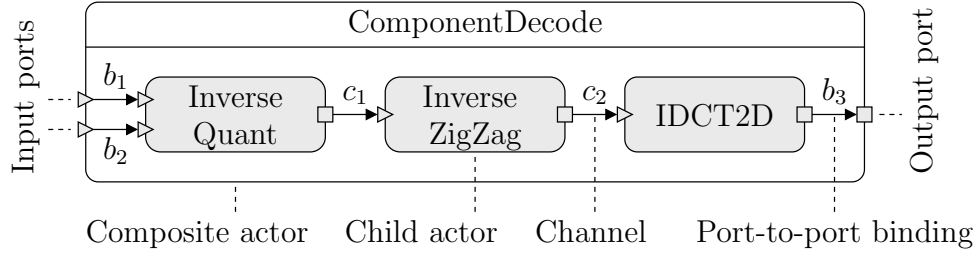 ComponentDecode
Input ports
Output port
b1
b2
Inverse
Quant
c1
Inverse
ZigZag
c2
IDCT2D
b3
Composite actor
Child actor
Channel
Port-to-port binding